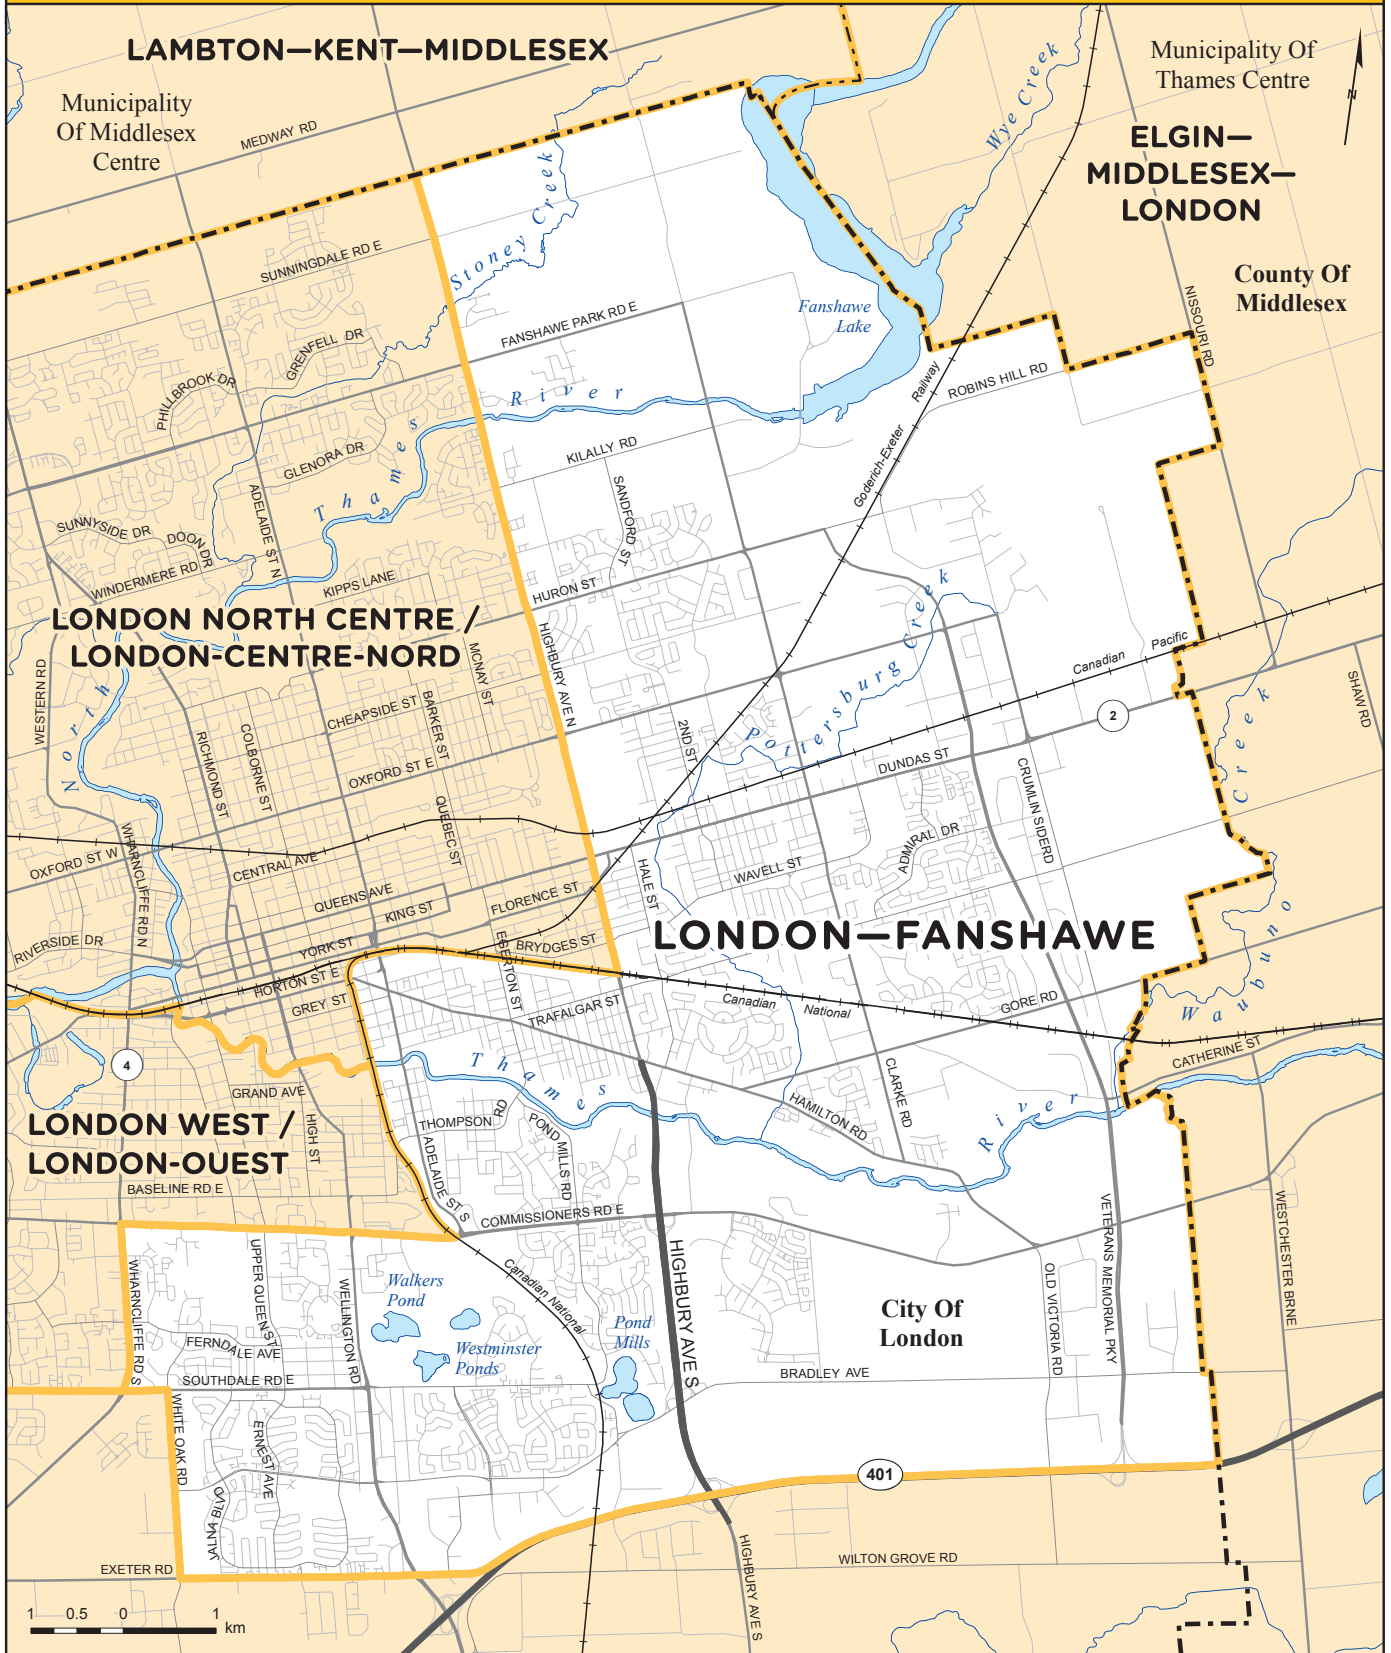 LAMBTON—KENT—MIDDLESEX
Municipality
Of Middlesex
Centre
MEDWAY RD
Municipality Of
Thames Centre
N
ELGIN—
MIDDLESEX—
LONDON
County Of
Middlesex
Wye Creek
NISSOURI RD
SUNNINGDALE RD E
Stoney Creek
FANSHAWE PARK RD E
Fanshawe
Lake
GRENFELL DR
PHILLBROOK DR
GLENORA DR
River
Thames
North
KILALLY RD
SANDFORD ST
Railway
Goderich-Exeter
ROBINS HILL RD
SUNNYSIDE DR
DOON DR
WINDERMERE RD
ADELAIDE ST N
KIPPS LANE
HURON ST
LONDON NORTH CENTRE /
LONDON-CENTRE-NORD
HIGHBURY AVE N
MCNAY ST
WESTERN RD
CHEAPSIDE ST
BARKER ST
RICHMOND ST
COLBORNE ST
OXFORD ST E
QUEBEC ST
2ND ST
Pottersburg Creek
Canadian
Pacific
2
SHAW RD
DUNDAS ST
CRUMLIN SIDERD
Creek
Waubuno
WHARNCLIFFE RD N
OXFORD ST W
CENTRAL AVE
QUEENS AVE
KING ST
FLORENCE ST
HALE ST
WAVELL ST
ADMIRAL DR
RIVERSIDE DR
YORK ST
EGERTON ST
BRYDGES ST
LONDON—FANSHAWE
HORTON ST E
GREY ST
TRAFALGAR ST
Canadian
National
GORE RD
CATHERINE ST
4
GRAND AVE
Thames
River
CLARKE RD
HAMILTON RD
LONDON WEST /
LONDON-OUEST
HIGH ST
THOMPSON RD
POND MILLS RD
ADELAIDE ST S
BASELINE RD E
COMMISSIONERS RD E
VETERANS MEMORIAL PKY
WESTCHESTER BRNE
WHARNCLIFFE RD S
UPPER QUEEN ST
WELLINGTON RD
Canadian National
Walkers
Pond
Westminster
Ponds
Pond
Mills
HIGHBURY AVE S
City Of
London
OLD VICTORIA RD
FERNDALE AVE
SOUTHDALE RD E
BRADLEY AVE
WHITE OAK RD
ERNEST AVE
JALNA BLVD
401
EXETER RD
WILTON GROVE RD
HIGHBURY AVE S
1 0.5 0 1
km